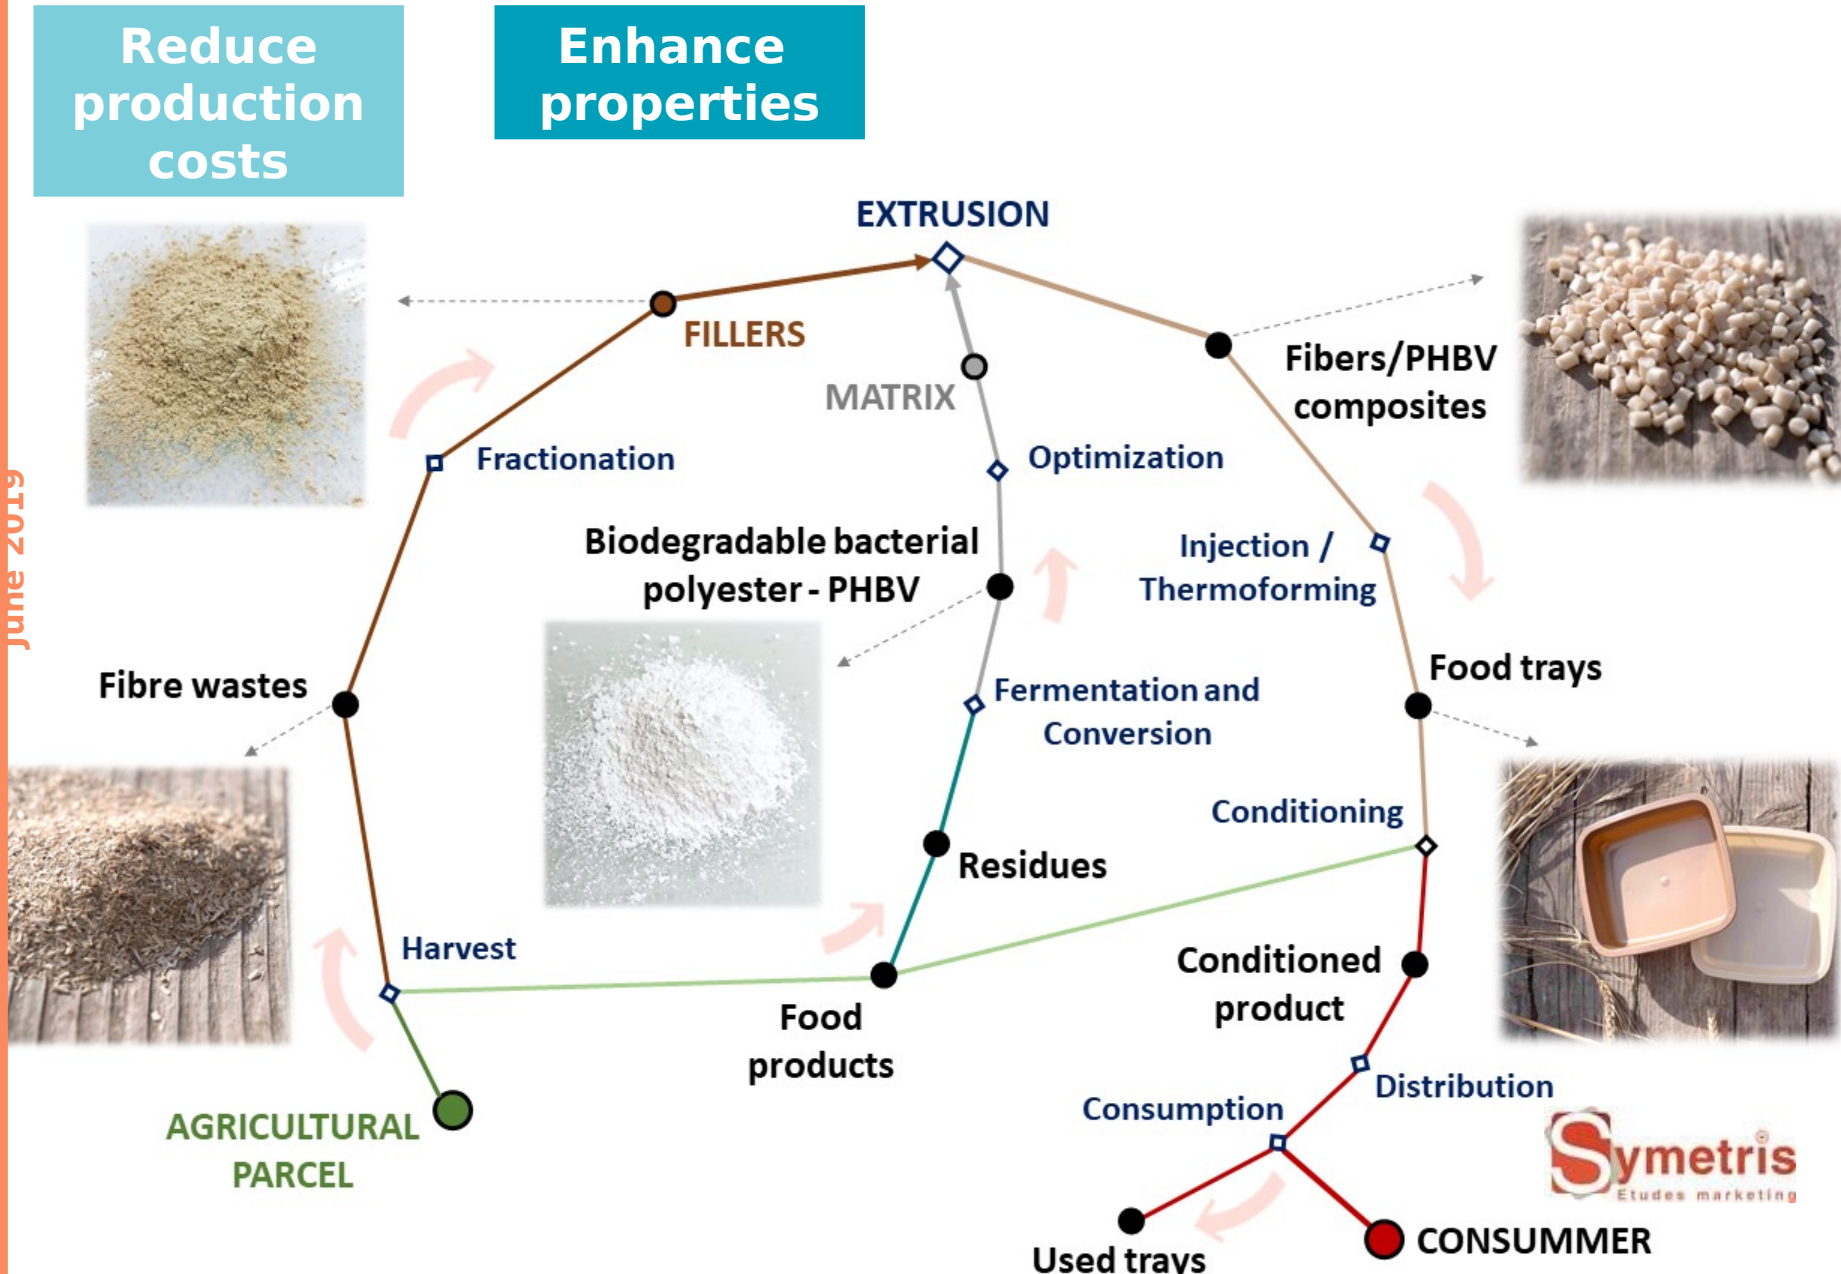 Reduce
production
costs
Enhance
properties
EXTRUSION
FILLERS
MATRIX
Fibers/PHBV
composites
Fractionation
Optimization
June 2019
Biodegradable bacterial
polyester - PHBV
Injection /
Thermoforming
Fibre wastes
Food trays
Fermentation and
Conversion
Conditioning
Residues
Harvest
Conditioned
product
Food
products
Distribution
Consumption
AGRICULTURAL
PARCEL
Symetris
Etudes marketing
CONSUMMER
Used trays